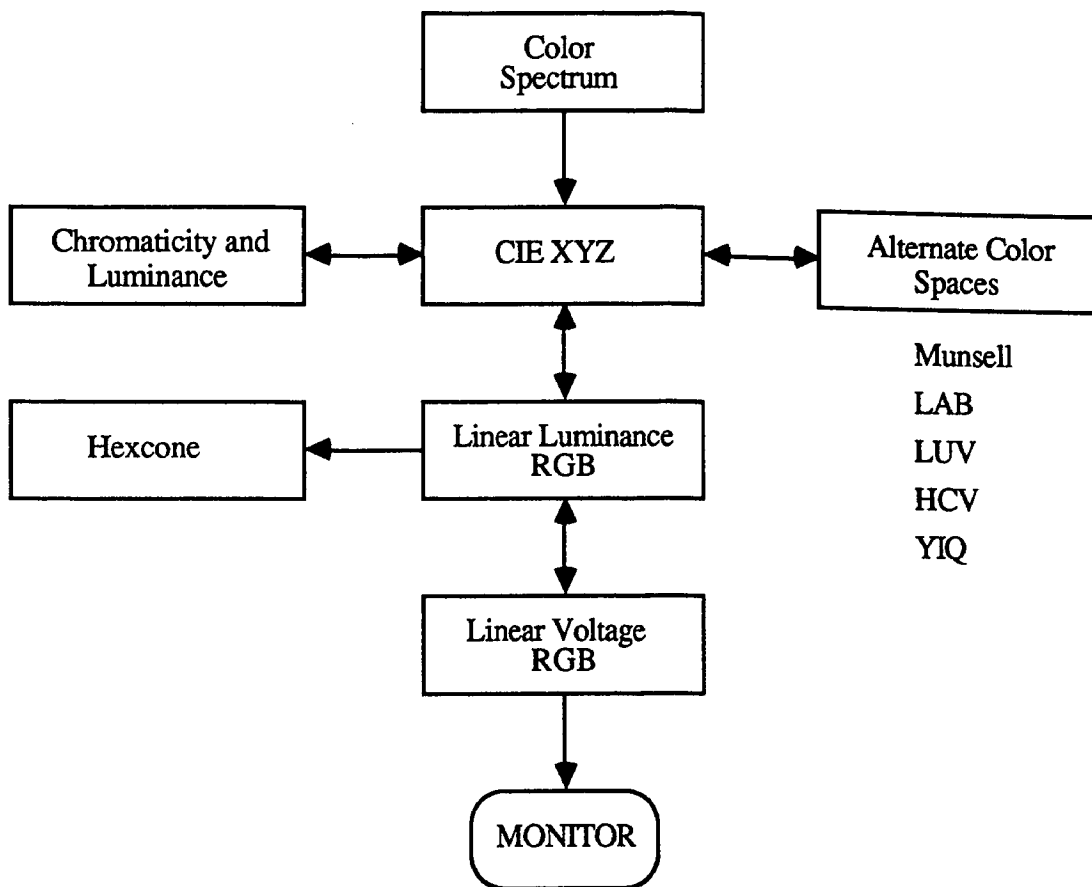 Color
Spectrum
Chromaticity and
Luminance
CIE XYZ
Alternate Color
Spaces
Munsell
LAB
LUV
HCV
YIQ
Hexcone
Linear Luminance
RGB
Linear Voltage
RGB
MONITOR